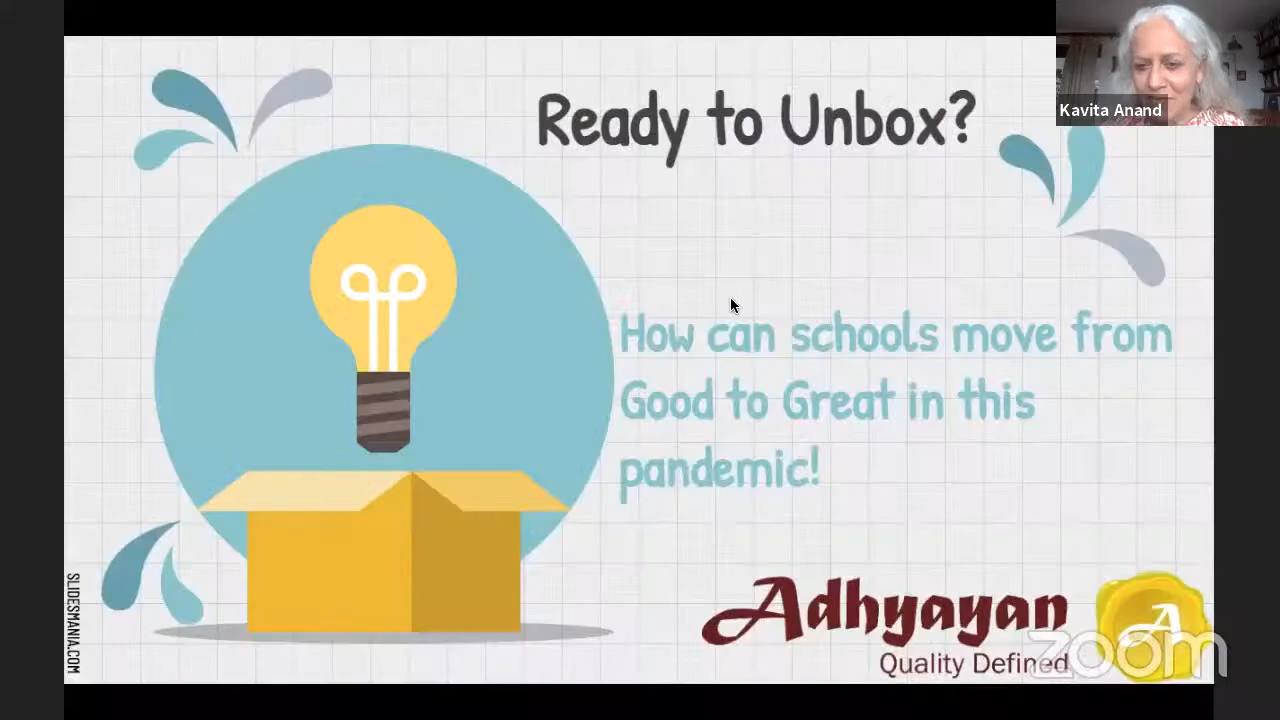 Kavita Anand
Ready to Unbox?
How can schools move from
Good to Great in this
pandemic!
SLIDESMANIA.COM
Adhyayan
Quality Defined
A
zoom